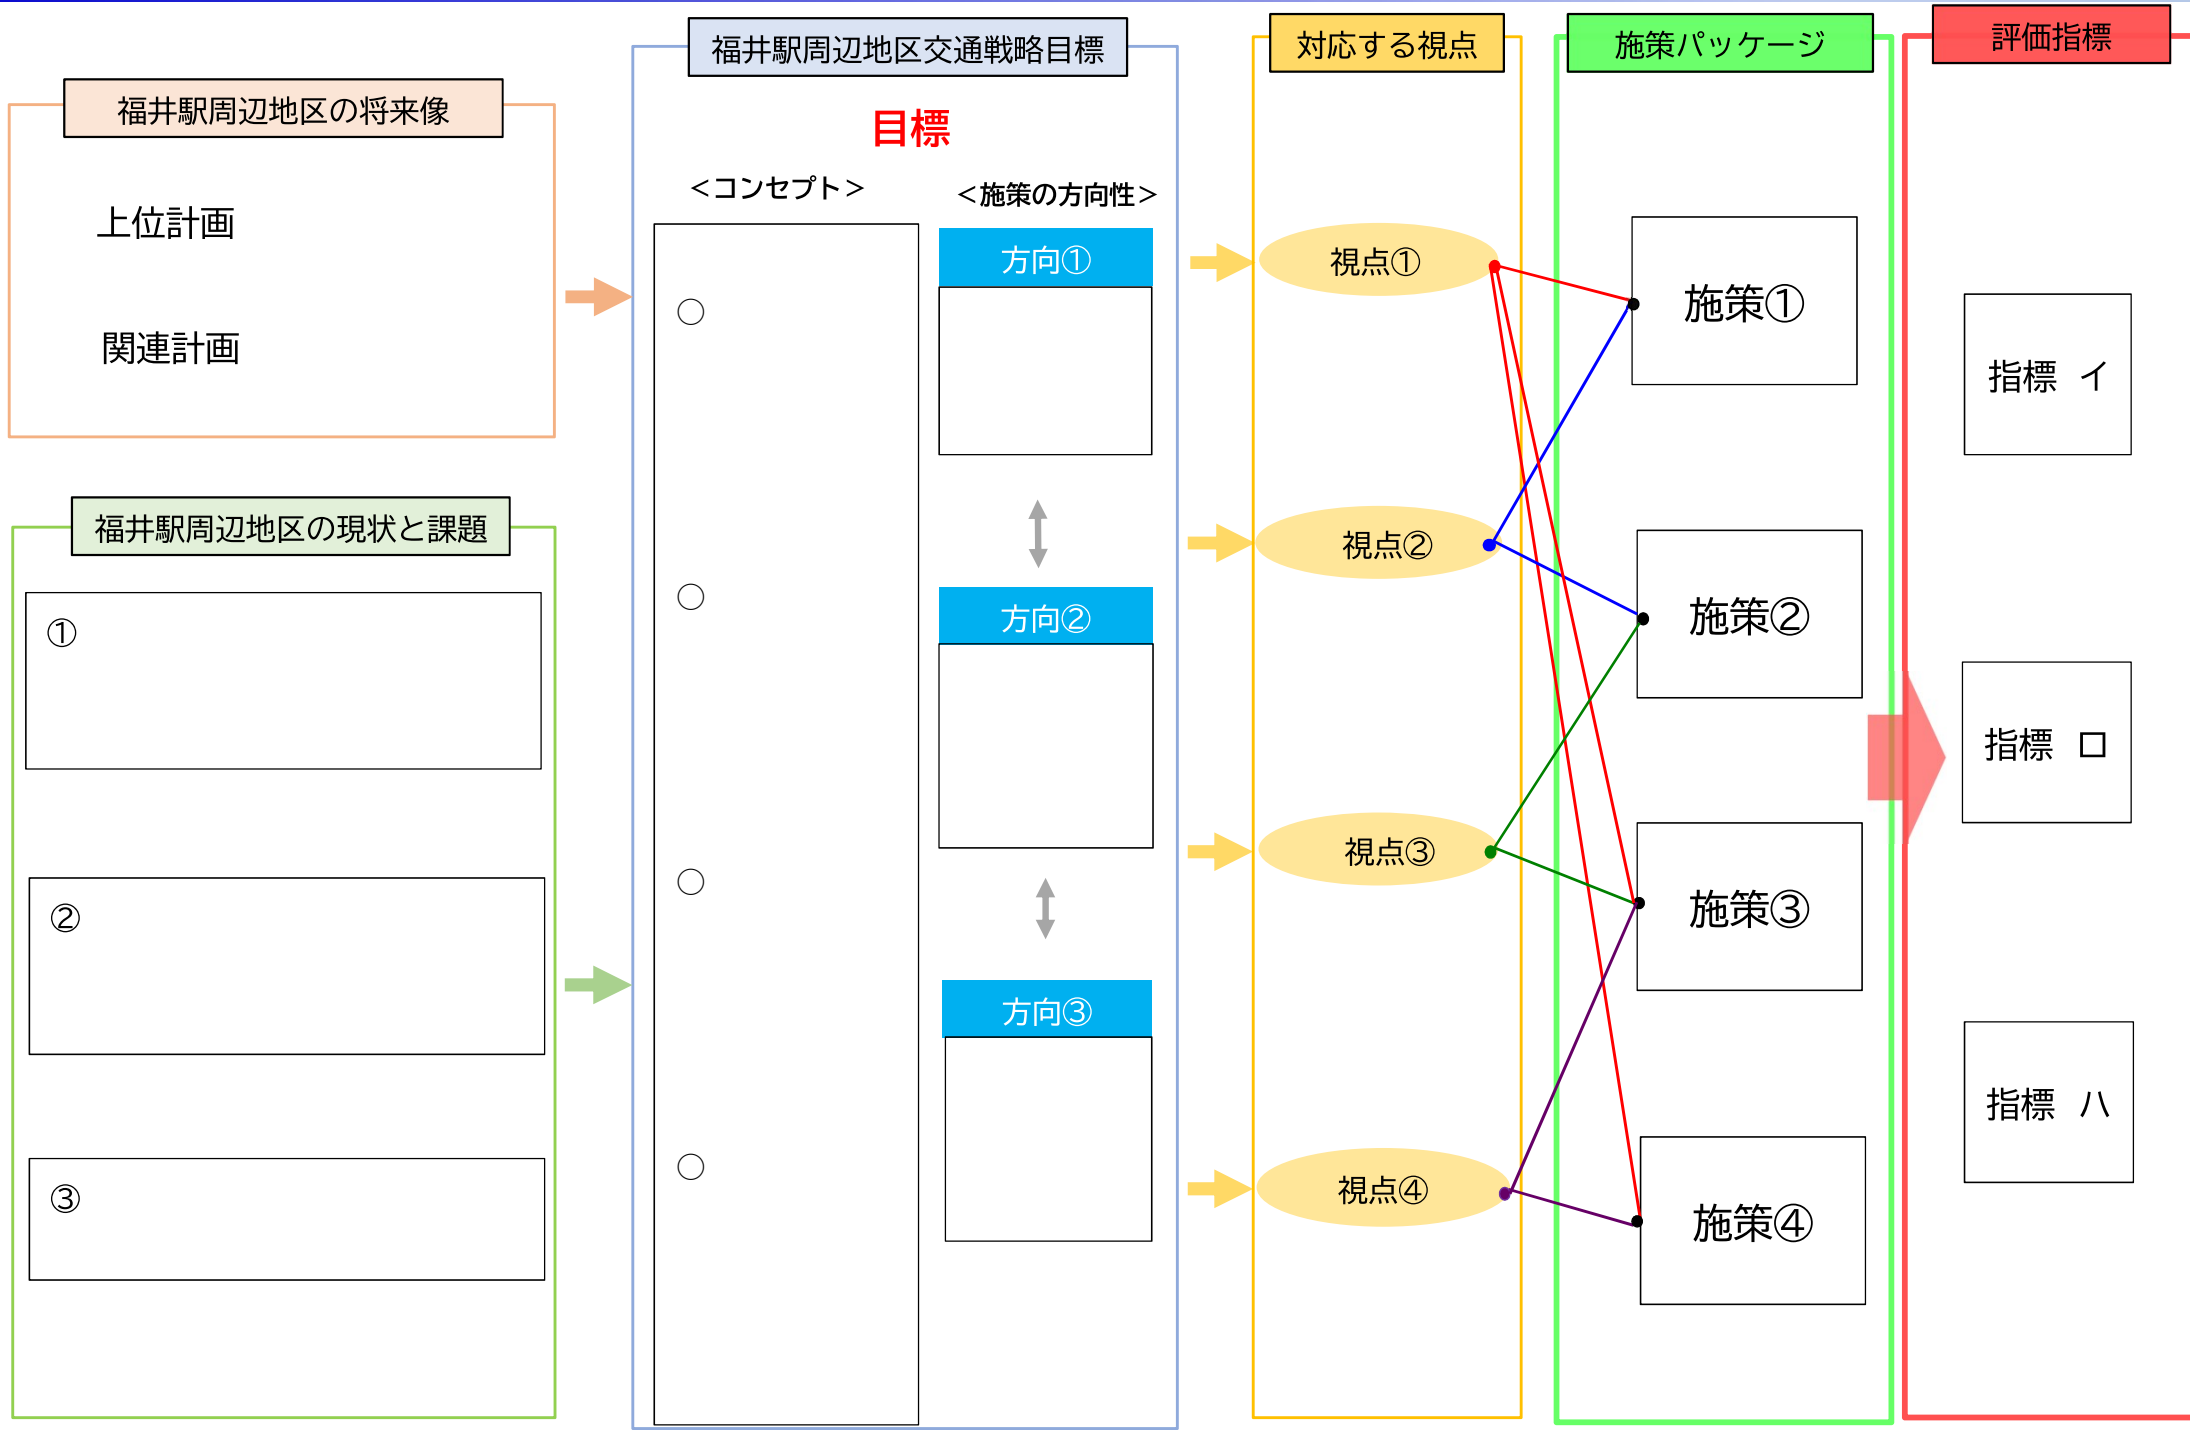 福井駅周辺地区の将来像
上位計画
関連計画
福井駅周辺地区の現状と課題
①
②
③
福井駅周辺地区交通戦略目標
目標
＜コンセプト＞
○
○
○
○
＜施策の方向性＞
方向①
方向②
方向③
対応する視点
視点①
視点②
視点③
視点④
施策パッケージ
施策①
施策②
施策③
施策④
評価指標
指標 イ
指標 ロ
指標 ハ